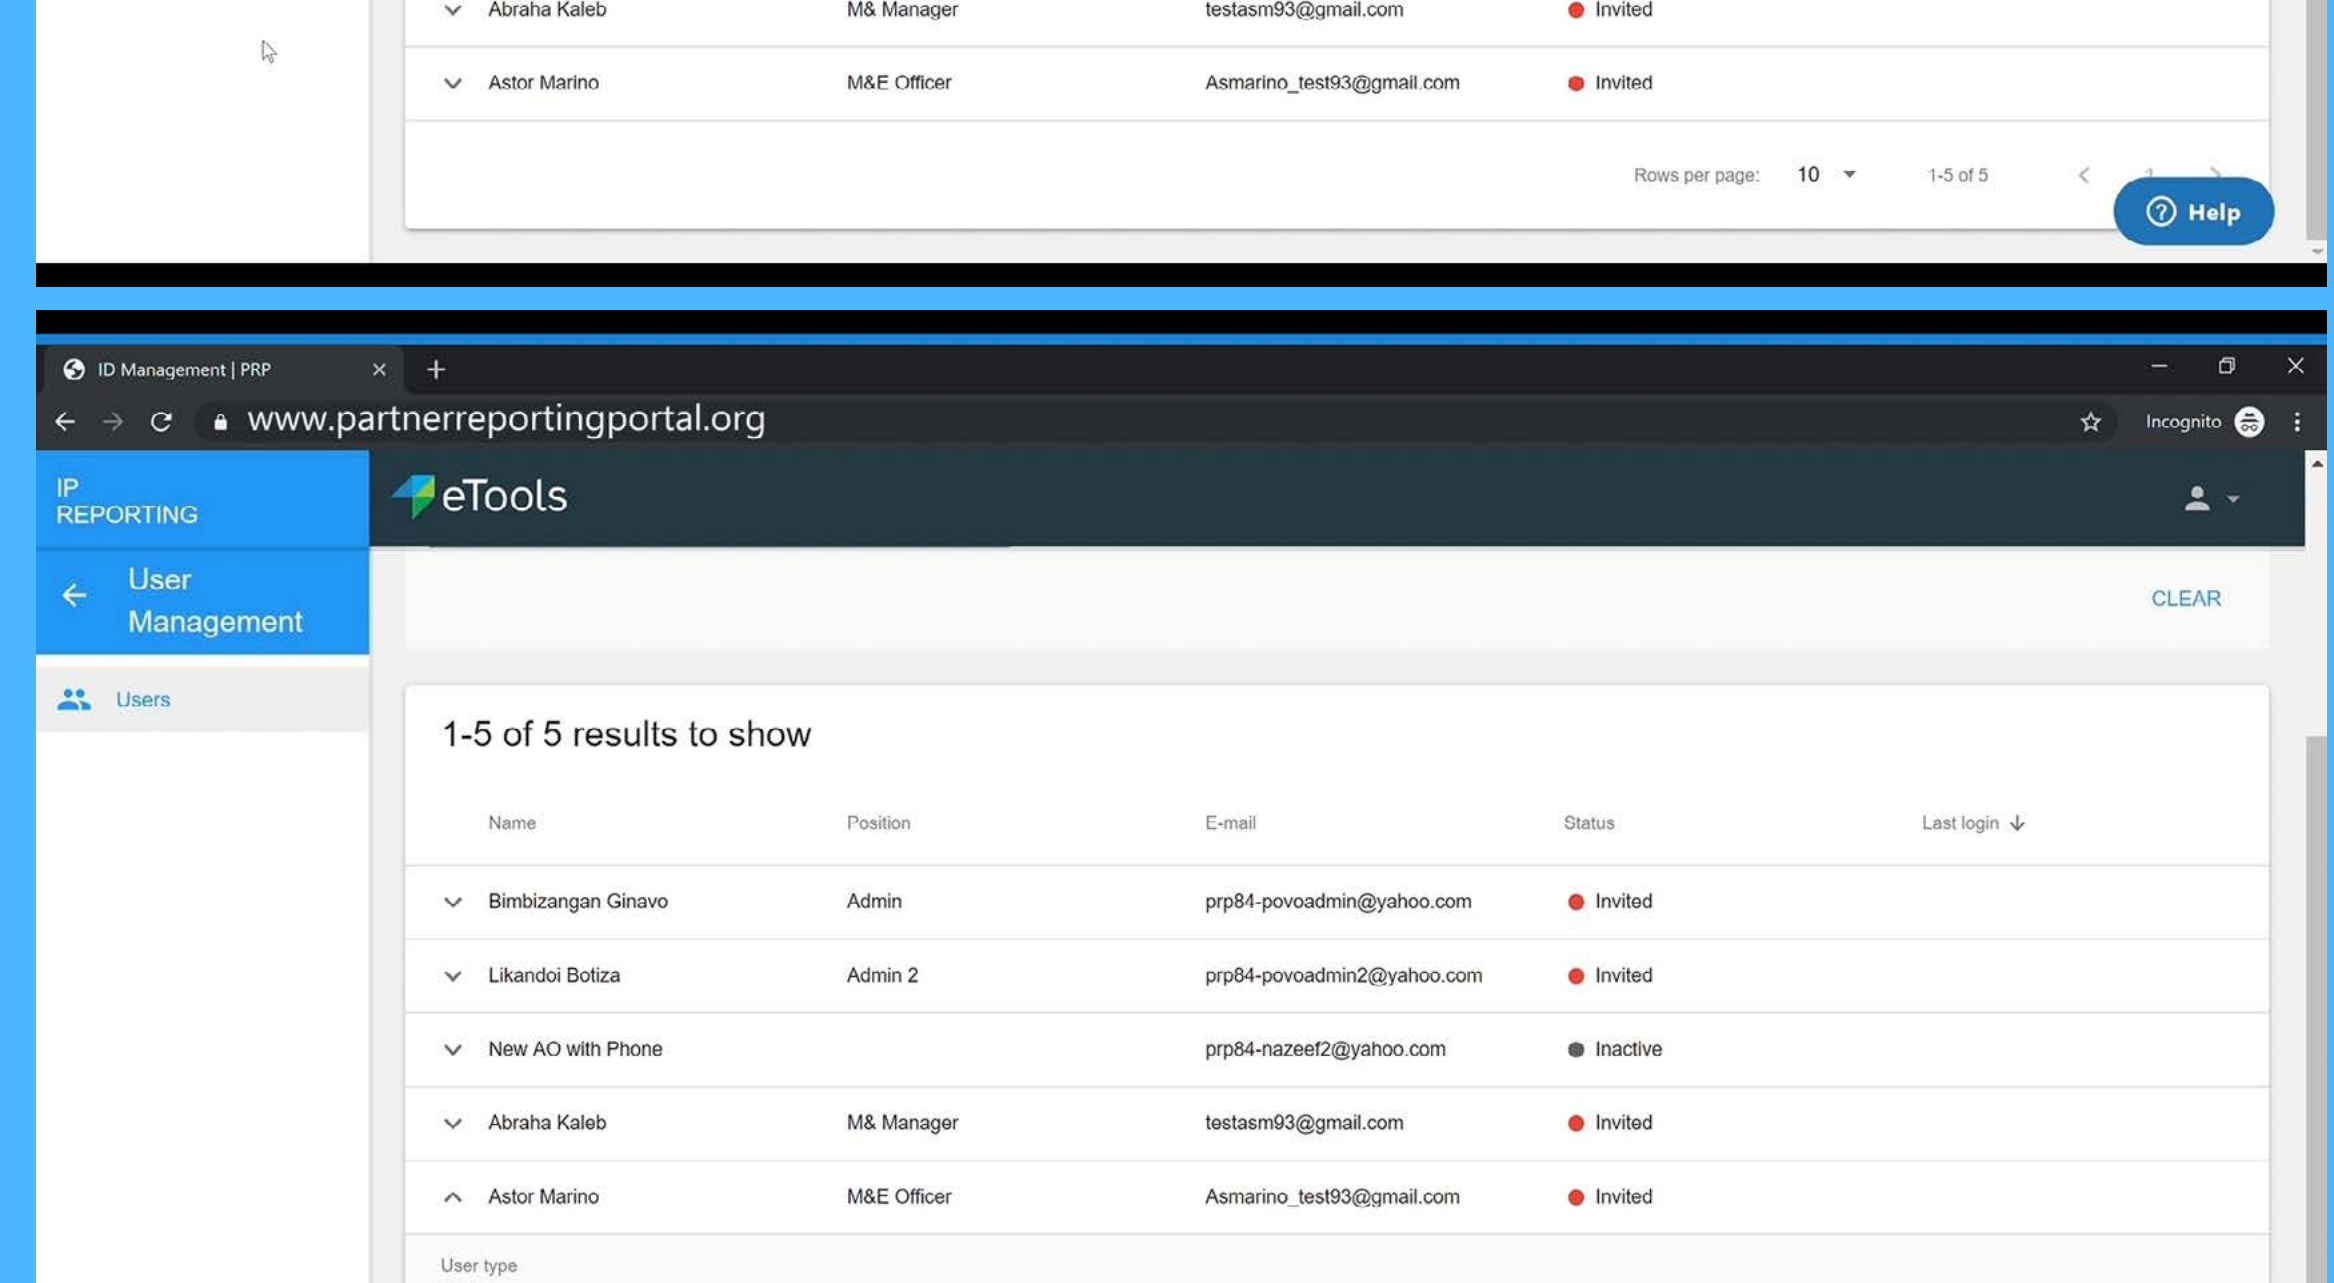 Abraha Kaleb M& Manager testasm93@gmail.com Invited
Astor Marino M&E Officer Asmarino_test93@gmail.com Invited
Rows per page: 10 1-5 of 5 1
Help
ID Management | PRP
www.partnerreportingportal.org Incognito
IP
REPORTING
eTools
User
Management
CLEAR
Users
1-5 of 5 results to show
Name Position E-mail Status Last login
Bimbizangan Ginavo Admin prp84-povoadmin@yahoo.com Invited
Likandoi Botiza Admin 2 prp84-povoadmin2@yahoo.com Invited
New AO with Phone prp84-nazeef2@yahoo.com Inactive
Abraha Kaleb M& Manager testasm93@gmail.com Invited
Astor Marino M&E Officer Asmarino_test93@gmail.com Invited
User type